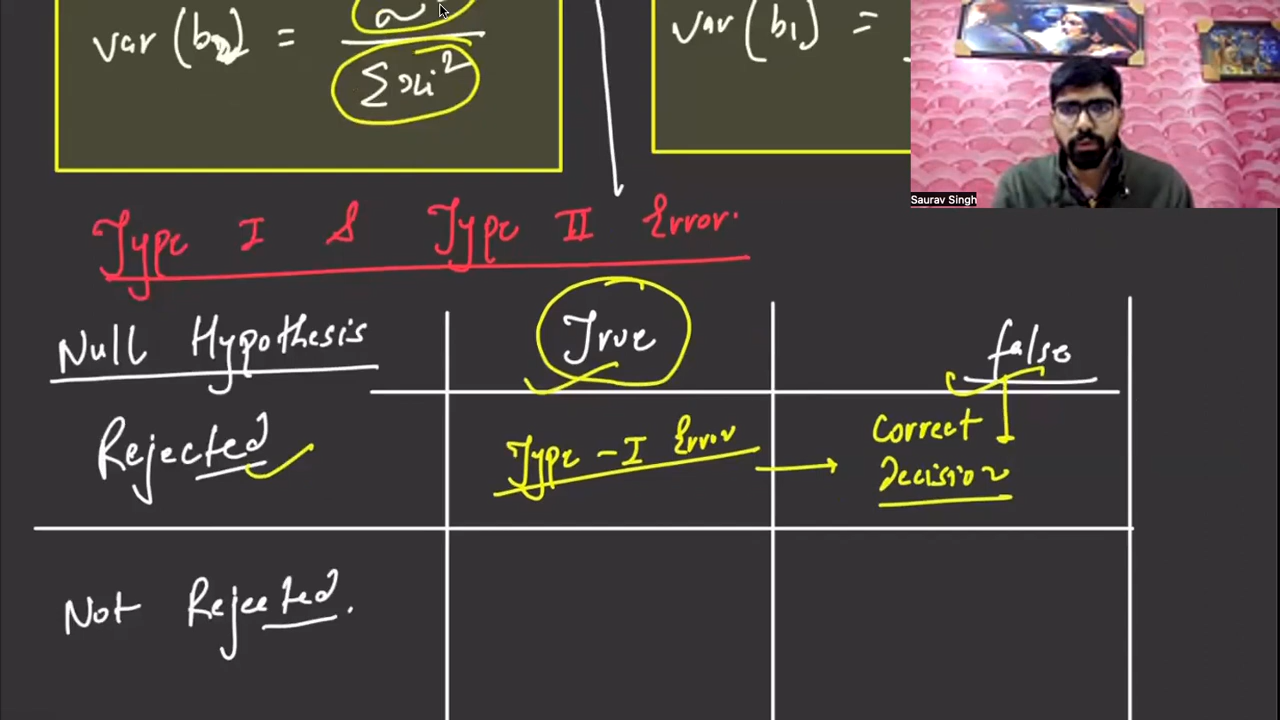 var (b2) =
∑xi²
var (b1) =
Saurav Singh
Type I & Type II Error.
Null Hypothesis
True
false
Rejected
Type - I Error
Correct
Decision
Not Rejected.